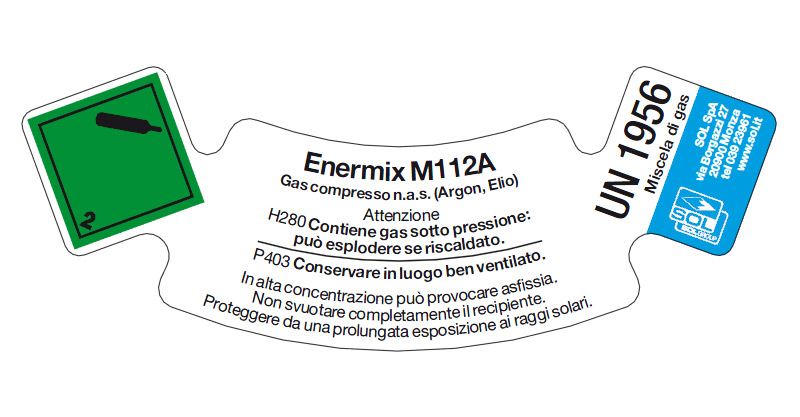 2
Enermix M112A
Gas compresso n.a.s. (Argon, Elio)
Attenzione
H280 Contiene gas sotto pressione:
può esplodere se riscaldato.
P403 Conservare in luogo ben ventilato.
In alta concentrazione può provocare asfissia.
Non svuotare completamente il recipiente.
Proteggere da una prolungata esposizione ai raggi solari.
UN 1956
Miscela di gas
SOL SpA
via Borgazzi 27
20900 Monza
tel 039 23961
www.sol.it
SOL
SOLGROUP